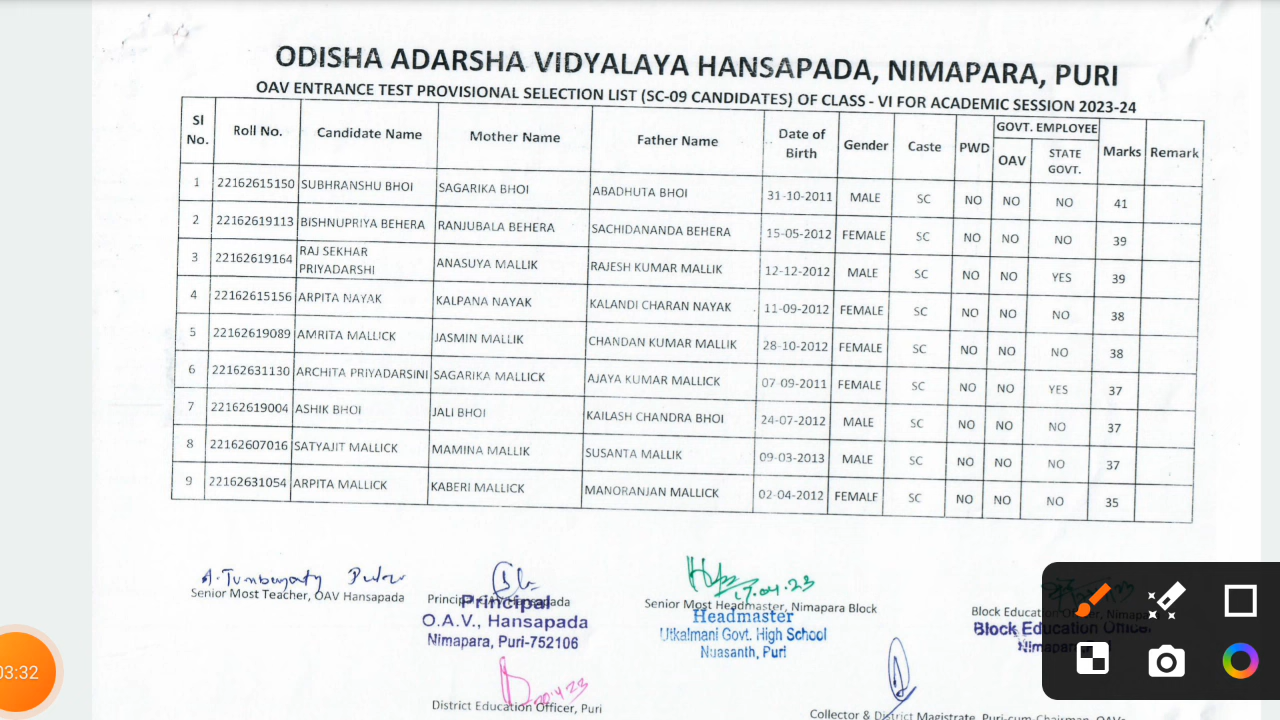 ODISHA ADARSHA VIDYALAYA HANSAPADA, NIMAPARA, PURI
OAV ENTRANCE TEST PROVISIONAL SELECTION LIST (SC-09 CANDIDATES) OF CLASS - VI FOR ACADEMIC SESSION 2023-24
Sl No. Roll No. Candidate Name Mother Name Father Name Date of Birth Gender Caste PWD GOVT. EMPLOYEE OAV STATE GOVT. Marks Remark
1 22162615150 SUBHRANSHU BHOI SAGARIKA BHOI ABADHUTA BHOI 31-10-2011 MALE SC NO NO NO 41
2 22162619113 BISHNUPRIYA BEHERA RANJUBALA BEHERA SACHIDANANDA BEHERA 15-05-2012 FEMALE SC NO NO NO 39
3 22162619164 RAJ SEKHAR PRIYADARSHI ANASUYA MALLIK RAJESH KUMAR MALLIK 12-12-2012 MALE SC NO NO YES 39
4 22162615156 ARPITA NAYAK KALPANA NAYAK KALANDI CHARAN NAYAK 11-09-2012 FEMALE SC NO NO NO 38
5 22162619089 AMRITA MALLICK JASMIN MALLIK CHANDAN KUMAR MALLIK 28-10-2012 FEMALE SC NO NO NO 38
6 22162631130 ARCHITA PRIYADARSINI SAGARIKA MALLICK AJAYA KUMAR MALLICK 07-09-2011 FEMALE SC NO NO YES 37
7 22162619004 ASHIK BHOI JALI BHOI KAILASH CHANDRA BHOI 24-07-2012 MALE SC NO NO NO 37
8 22162607016 SATYAJIT MALLICK MAMINA MALLIK SUSANTA MALLIK 09-03-2013 MALE SC NO NO NO 37
9 22162631054 ARPITA MALLICK KABERI MALLICK MANORANJAN MALLICK 02-04-2012 FEMALE SC NO NO NO 35
17.04.23
Senior Most Teacher, OAV Hansapada
Principal, OAV Hansapada
Principal
O.A.V., Hansapada
Nimapara, Puri-752106
Senior Most Headmaster, Nimapara Block
Headmaster
Utkalmani Govt. High School
Nuasanth, Puri
Block Education Officer, Nimapara
Block Education Officer
Nimapara, Puri
03:32
20.4.23
District Education Officer, Puri
Collector & District Magistrate, Puri-cum-Chairman, OAVs